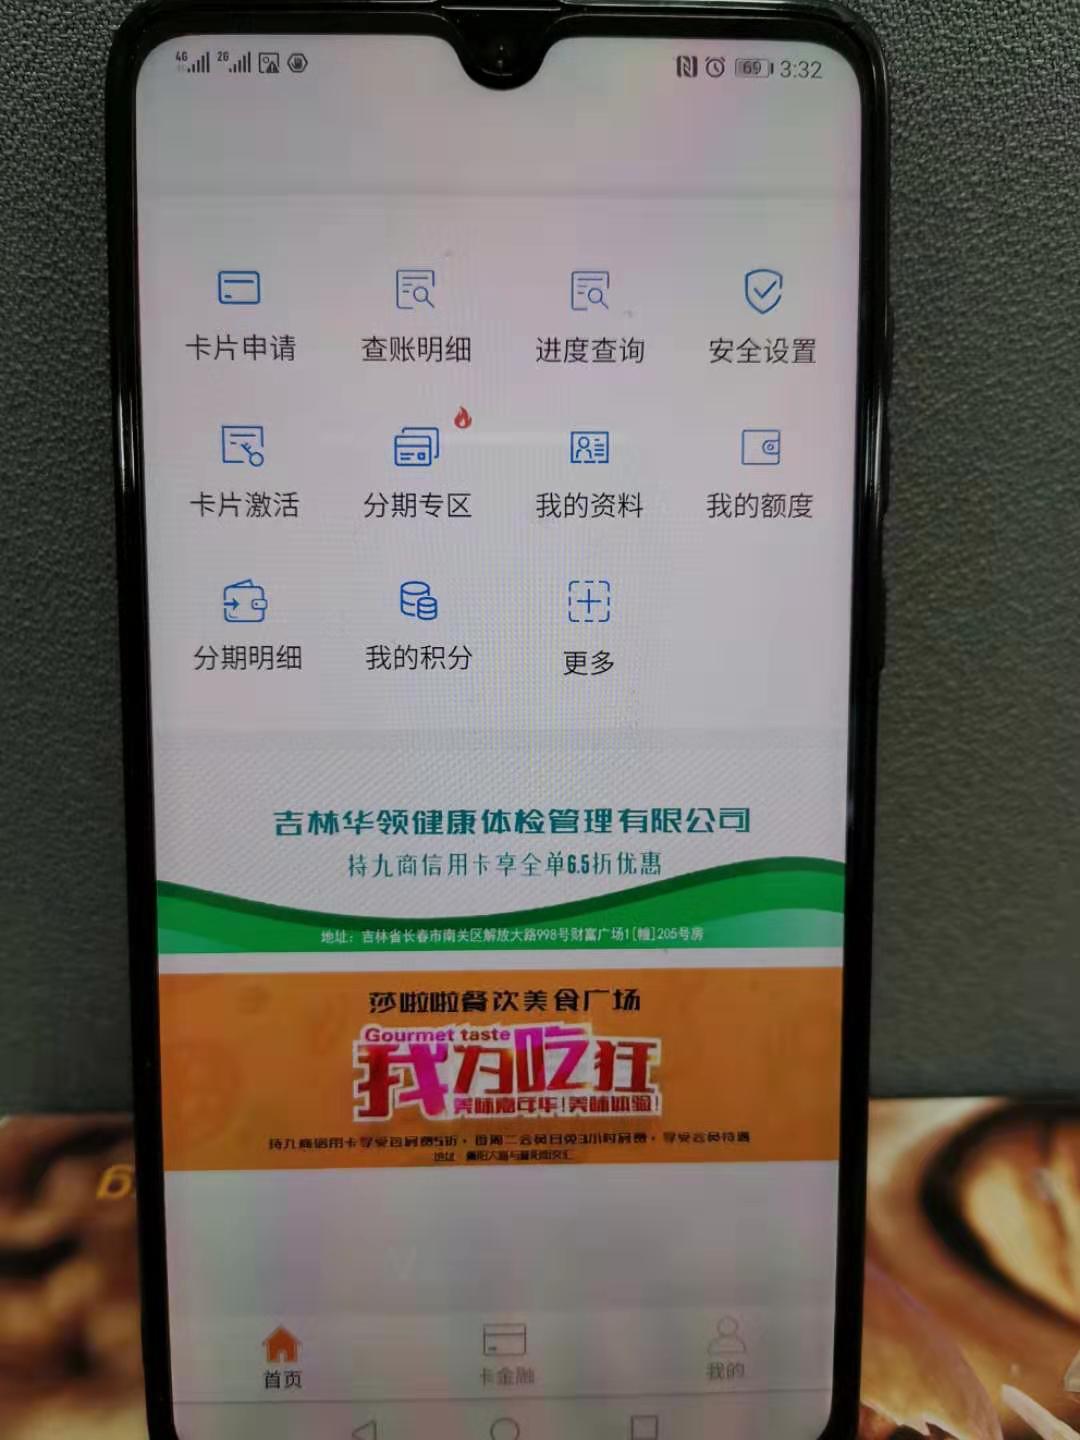 4G 2G 69 3:32
卡片申请 查账明细 进度查询 安全设置
卡片激活 分期专区 我的资料 我的额度
分期明细 我的积分 更多
吉林华领健康体检管理有限公司
持九商信用卡享全单6.5折优惠
地址：吉林省长春市南关区解放大路998号财富广场1[幢]205号房
莎啦啦餐饮美食广场
Gourmet taste
我为吃狂
美味嘉年华!美味体验!
持九商信用卡享受包房费5折，每周二会员日免3小时房费，享受会员待遇
地址
首页 卡金融 我的